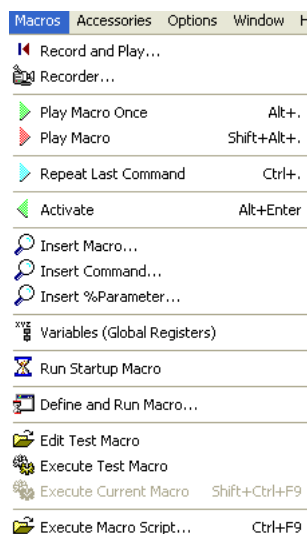 Macros Accessories Options Window
Record and Play...
Recorder...
Play Macro Once Alt+.
Play Macro Shift+Alt+.
Repeat Last Command Ctrl+.
Activate Alt+Enter
Insert Macro...
Insert Command...
Insert %Parameter...
XYZ Variables (Global Registers)
Run Startup Macro
Define and Run Macro...
Edit Test Macro
Execute Test Macro
Execute Current Macro Shift+Ctrl+F9
Execute Macro Script... Ctrl+F9